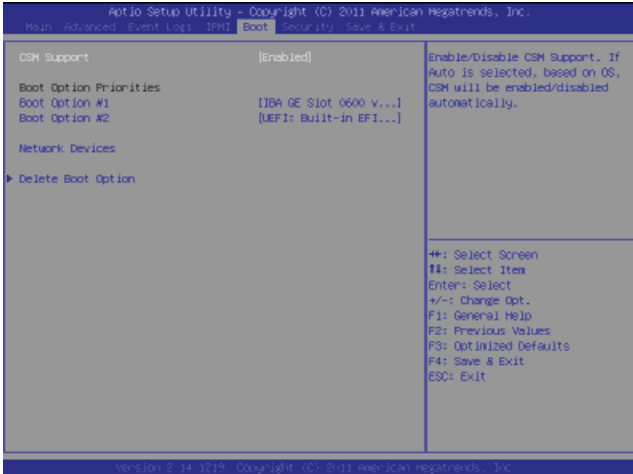 Aptio Setup Utility - Copyright (C) 2011 American Megatrends, Inc.
Main Advanced Event Logs IPMI Boot Security Save & Exit
CSM Support [Enabled]
Boot Option Priorities
Boot Option #1 [IBA GE Slot 0600 v...]
Boot Option #2 [UEFI: Built-in EFI...]
Network Devices
Delete Boot Option
Enable/Disable CSM Support. If
Auto is selected, based on OS,
CSM will be enabled/disabled
automatically.
→←: Select Screen
↑↓: Select Item
Enter: Select
+/-: Change Opt.
F1: General Help
F2: Previous Values
F3: Optimized Defaults
F4: Save & Exit
ESC: Exit
Version 2.14.1219. Copyright (C) 2011 American Megatrends, Inc.